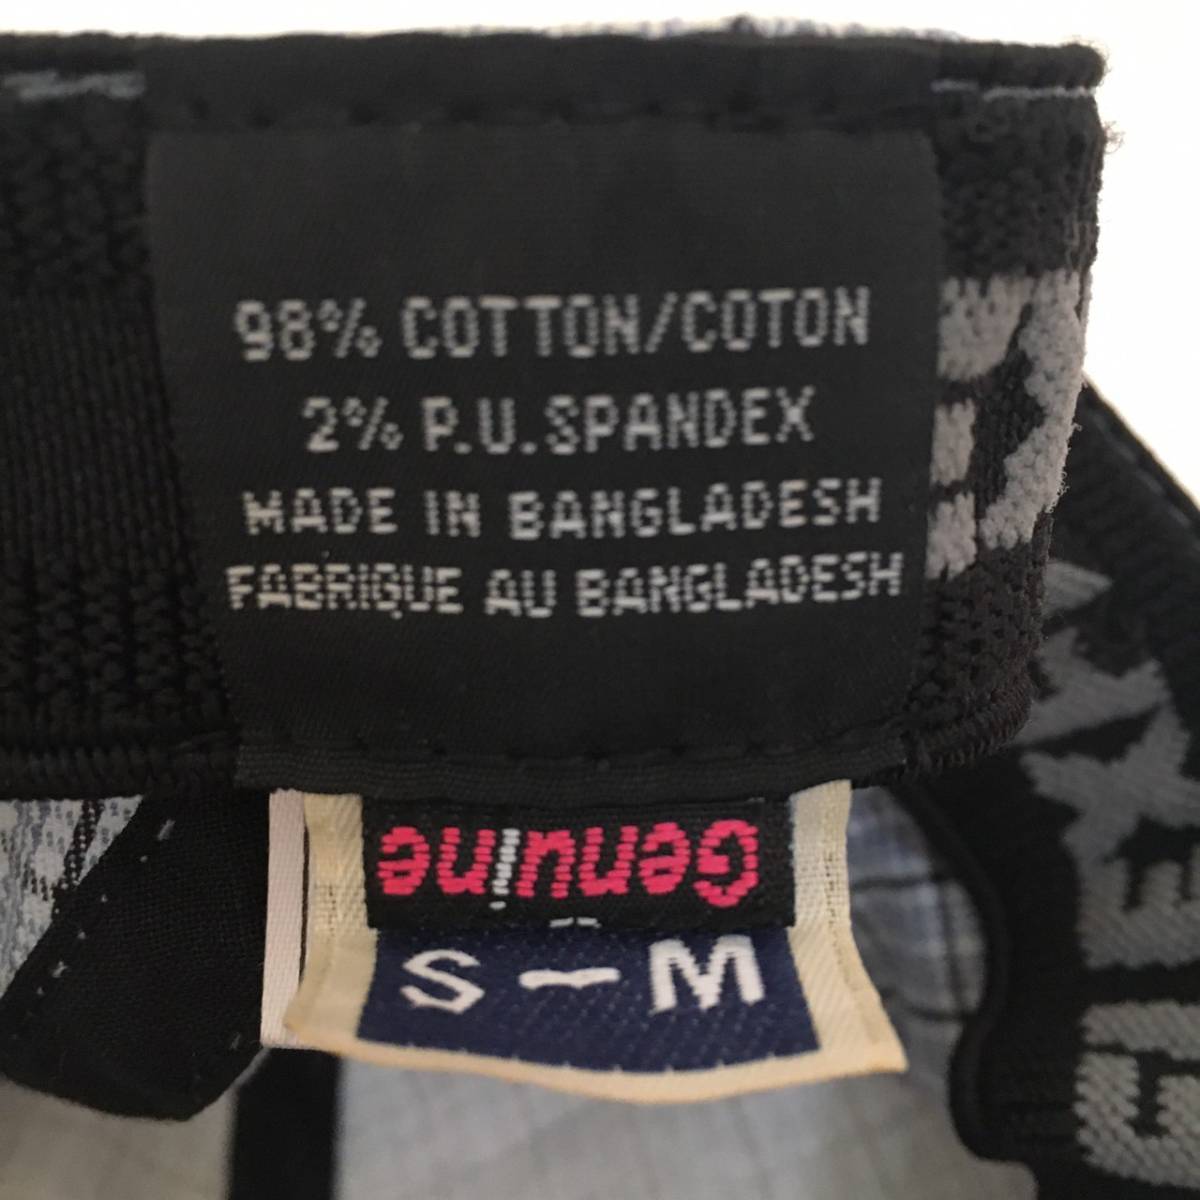 98% COTTON/COTON
2% P.U.SPANDEX
MADE IN BANGLADESH
FABRIQUE AU BANGLADESH
Genuine
S-M